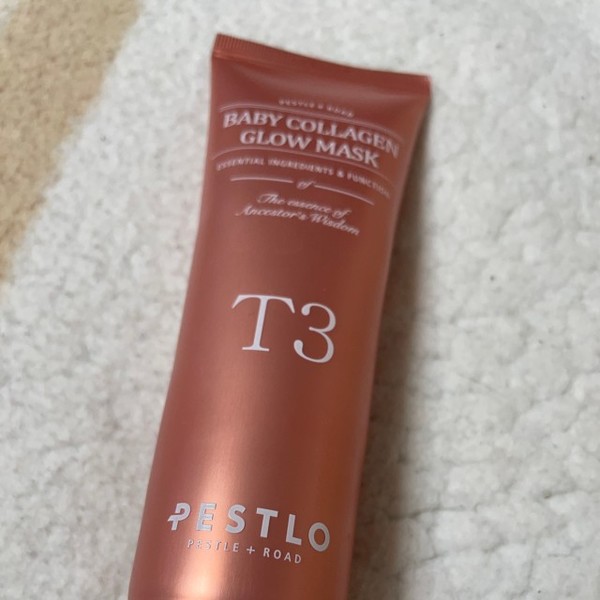 PESTLE + ROAD
BABY COLLAGEN
GLOW MASK
ESSENTIAL INGREDIENTS & FUNCTION
of
The essence of
Ancestor's Wisdom
T3
PESTLO
PESTLE + ROAD